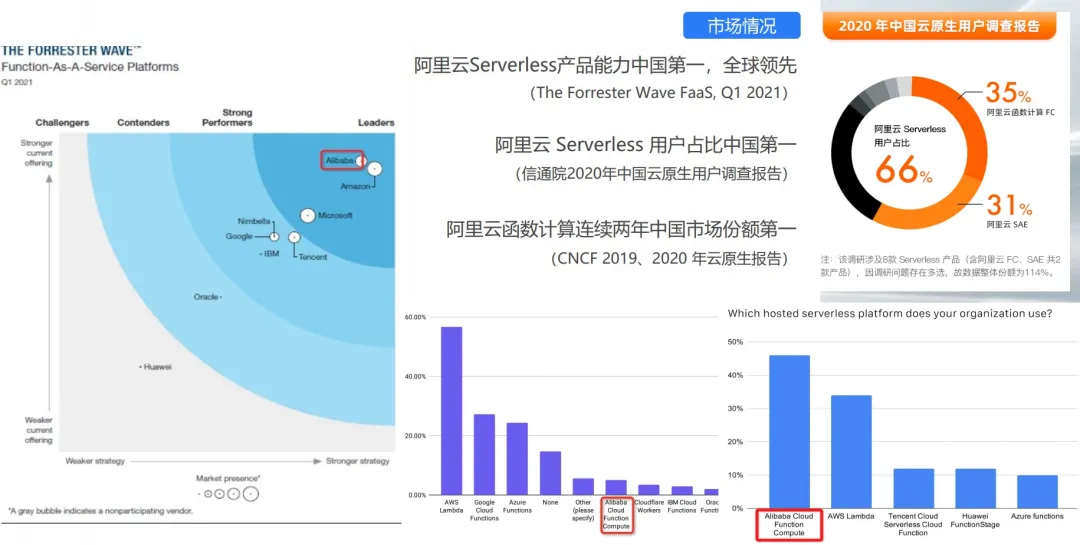 市场情况
THE FORRESTER WAVE™
Function-As-A-Service Platforms
Q1 2021
Challengers
Contenders
Strong
Performers
Leaders
Stronger
current
offering
Alibaba
Amazon
Microsoft
Nimbella
Google
IBM
Tencent
Oracle
Huawei
Weaker
current
offering
Weaker strategy
Stronger strategy
Market presence*
*A gray bubble indicates a nonparticipating vendor.
阿里云Serverless产品能力中国第一，全球领先
（The Forrester Wave FaaS, Q1 2021）
阿里云 Serverless 用户占比中国第一
（信通院2020年中国云原生用户调查报告）
阿里云函数计算连续两年中国市场份额第一
（CNCF 2019、2020 年云原生报告）
2020 年中国云原生用户调查报告
35%
阿里云函数计算 FC
阿里云 Serverless
用户占比
66%
31%
阿里云 SAE
注：该调研涉及8款 Serverless 产品（含阿里云 FC、SAE 共2
款产品），因调研问题存在多选，故数据整体份额为114%。
60.00%
40.00%
20.00%
0.00%
AWS
Lambda
Google
Cloud
Functions
Azure
Functions
None
Other
(please
specify)
Alibaba
Cloud
Function
Compute
Cloudflare
Workers
IBM Cloud
Functions
Orac
Functi
Which hosted serverless platform does your organization use?
50%
40%
30%
20%
10%
0%
Alibaba Cloud
Function
Compute
AWS Lambda
Tencent Cloud
Serverless Cloud
Function
Huawei
FunctionStage
Azure functions